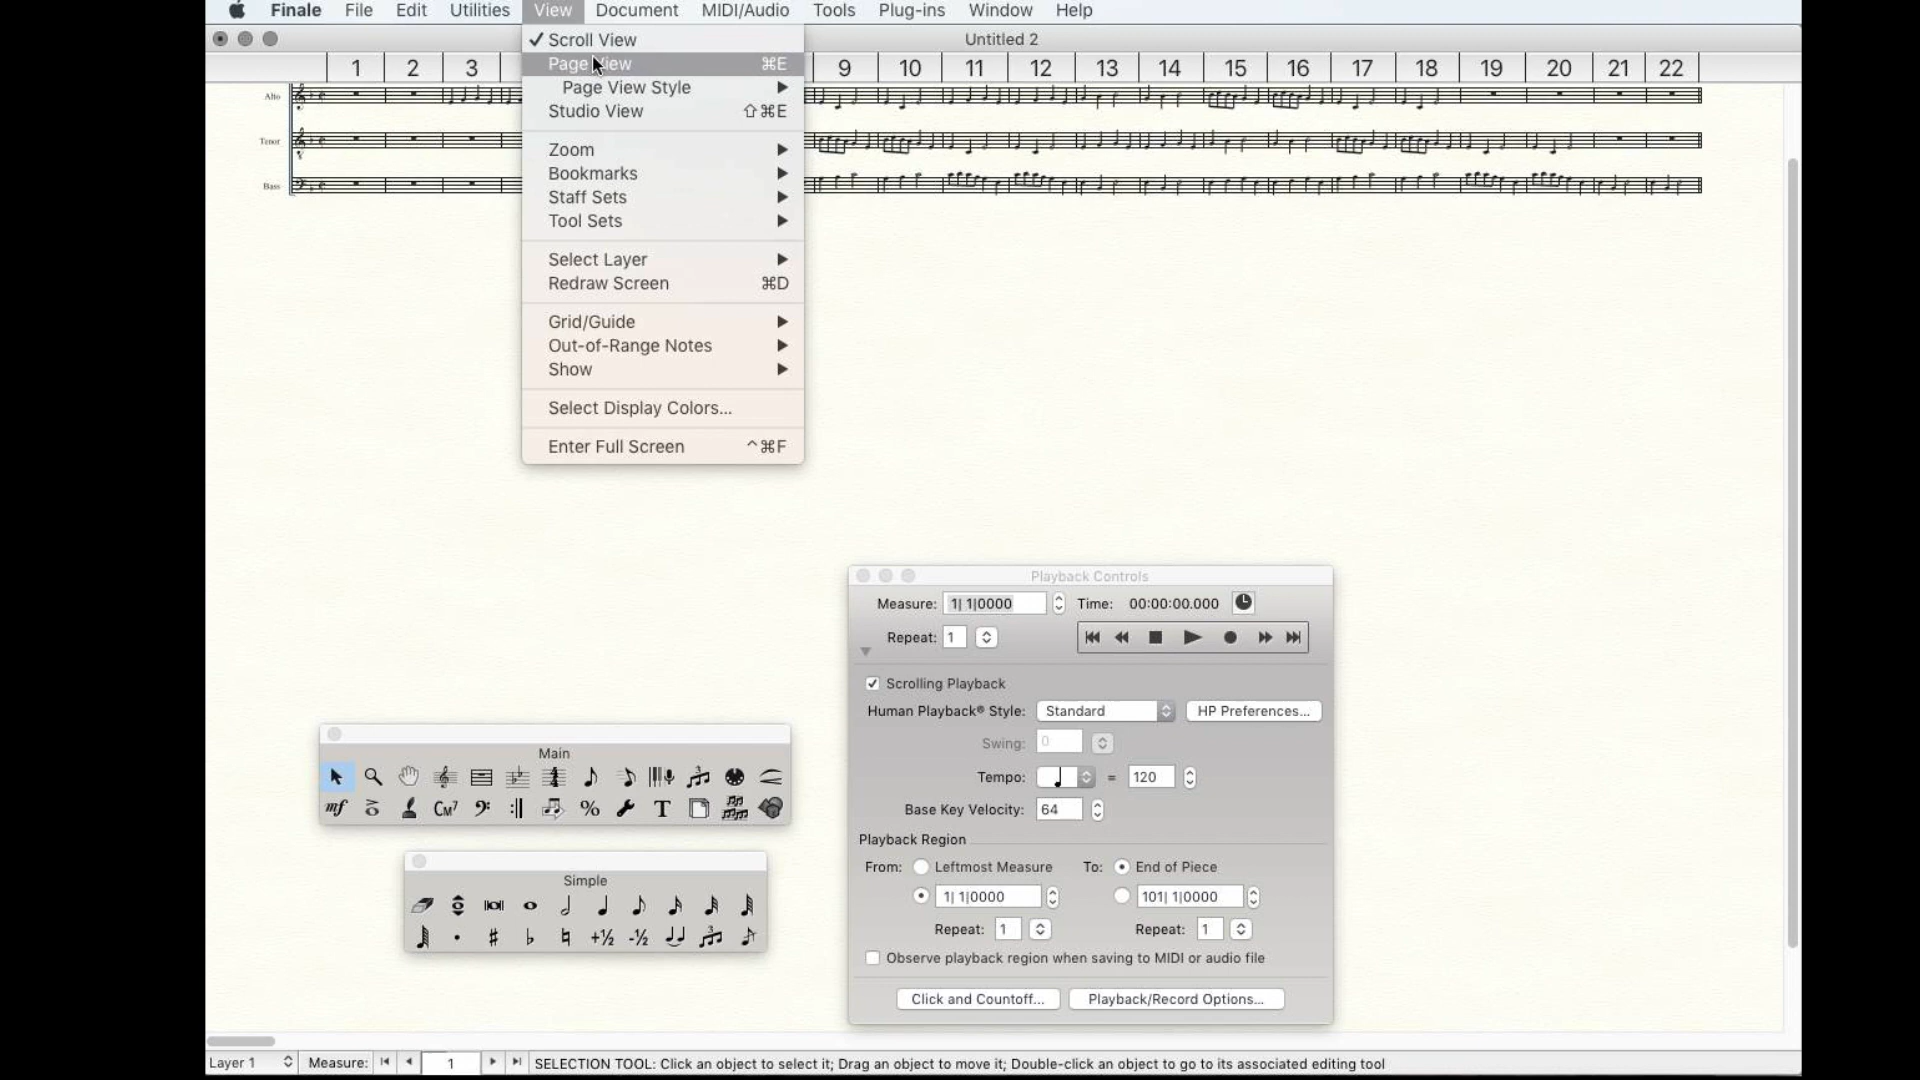 Finale File Edit Utilities View Document MIDI/Audio Tools Plug-ins Window Help
Untitled 2
1 2 3 9 10 11 12 13 14 15 16 17 18 19 20 21 22
Alto
Tenor
Bass
✓ Scroll View
Page View ⌘E
Page View Style ▶
Studio View ⇧⌘E
Zoom ▶
Bookmarks ▶
Staff Sets ▶
Tool Sets ▶
Select Layer ▶
Redraw Screen ⌘D
Grid/Guide ▶
Out-of-Range Notes ▶
Show ▶
Select Display Colors...
Enter Full Screen ^⌘F
Playback Controls
Measure: 1| 1|0000 Time: 00:00:00.000
Repeat: 1
Scrolling Playback
Human Playback® Style: Standard HP Preferences...
Swing: 0
Tempo: = 120
Base Key Velocity: 64
Playback Region
From: Leftmost Measure To: End of Piece
1| 1|0000 101| 1|0000
Repeat: 1 Repeat: 1
Observe playback region when saving to MIDI or audio file
Click and Countoff... Playback/Record Options...
Main
mf CM7 % T
Simple
+½ -½
Layer 1 Measure: 1 SELECTION TOOL: Click an object to select it; Drag an object to move it; Double-click an object to go to its associated editing tool